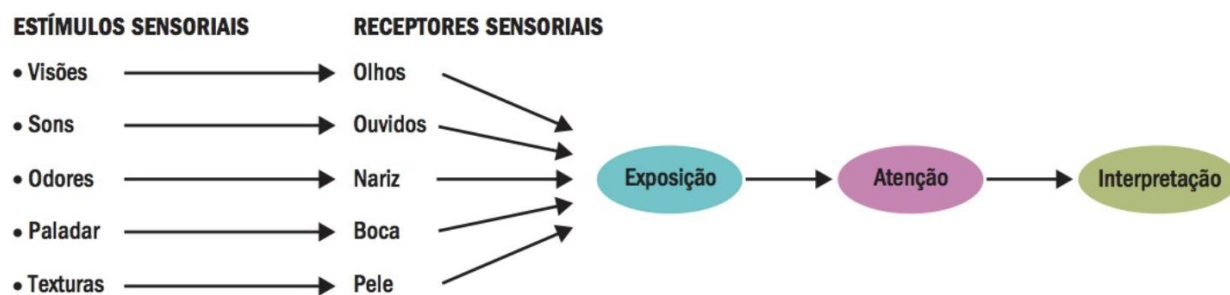 ESTÍMULOS SENSORIAIS RECEPTORES SENSORIAIS
• Visões Olhos
• Sons Ouvidos
• Odores Nariz Exposição Atenção Interpretação
• Paladar Boca
• Texturas Pele